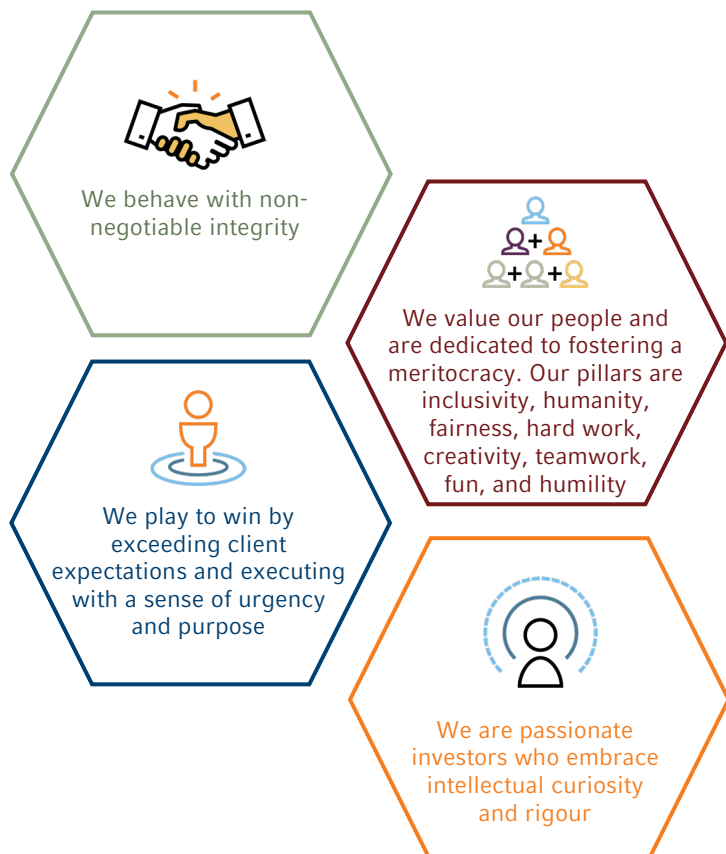 We behave with non-
negotiable integrity
We value our people and
are dedicated to fostering a
meritocracy. Our pillars are
inclusivity, humanity,
fairness, hard work,
creativity, teamwork,
fun, and humility
We play to win by
exceeding client
expectations and executing
with a sense of urgency
and purpose
We are passionate
investors who embrace
intellectual curiosity
and rigour